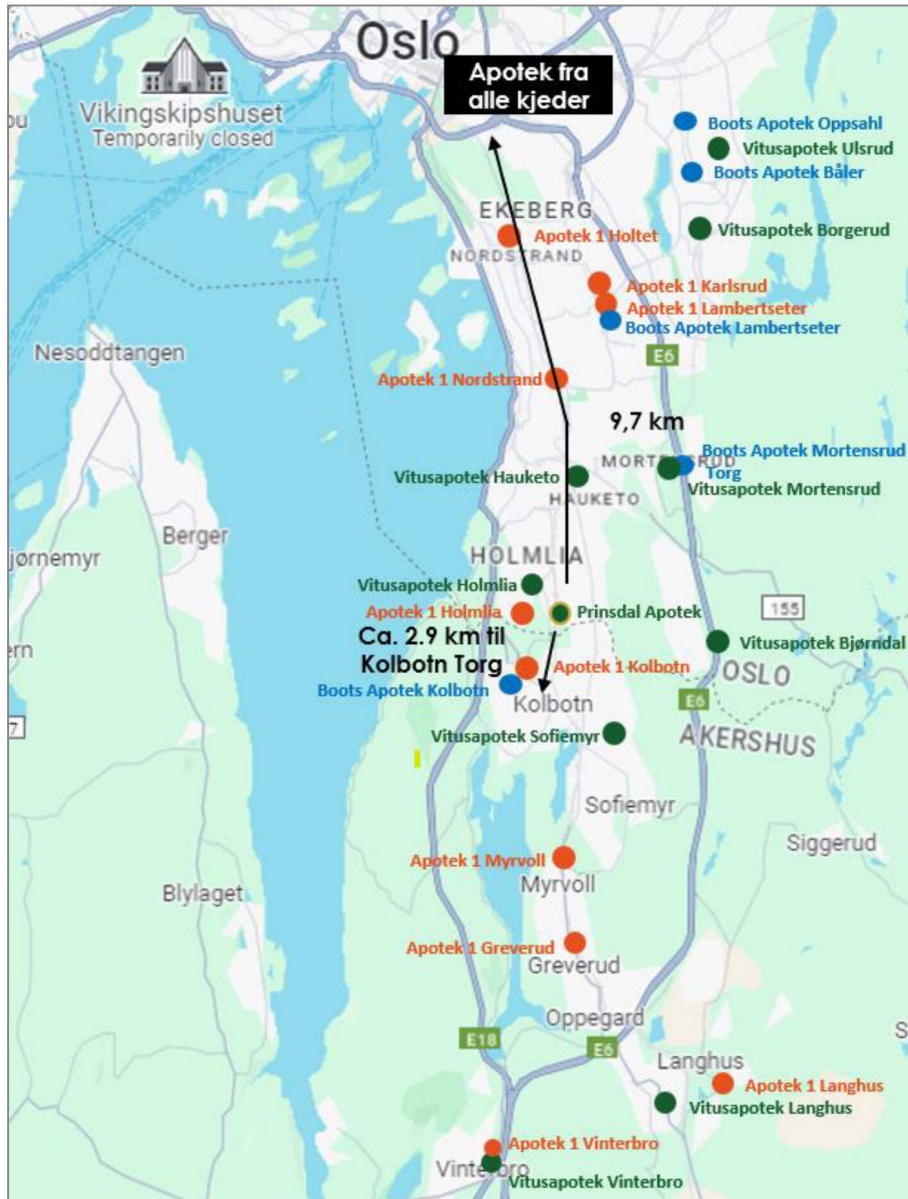 Oslo
Apotek fra
alle kjeder
Vikingskipshuset
Temporarily closed
Boots Apotek Oppsahl
Vitusapotek Ulsrud
Boots Apotek Båler
EKEBERG
Vitusapotek Borgerud
Apotek 1 Holtet
NORDSTRAND
Apotek 1 Karlsrud
Apotek 1 Lambertseter
Boots Apotek Lambertseter
Nesoddtangen
E6
Apotek 1 Nordstrand
9,7 km
Boots Apotek Mortensrud
Torg
Vitusapotek Hauketo
Vitusapotek Mortensrud
HAUKETO
Berger
jørnemyr
HOLMLIA
Vitusapotek Holmlia
155
Apotek 1 Holmlia
Prinsdal Apotek
Ca. 2.9 km til
Kolbotn Torg
Vitusapotek Bjørndal
ern
Apotek 1 Kolbotn
OSLO
Boots Apotek Kolbotn
Kolbotn
E6
7
Vitusapotek Sofiemyr
AKERSHUS
Sofiemyr
Siggerud
Apotek 1 Myrvoll
Myrvoll
Blylaget
Apotek 1 Greverud
Greverud
Oppegard
E18
E6
Langhus
Apotek 1 Langhus
Vitusapotek Langhus
Apotek 1 Vinterbro
Vinterbro
Vitusapotek Vinterbro